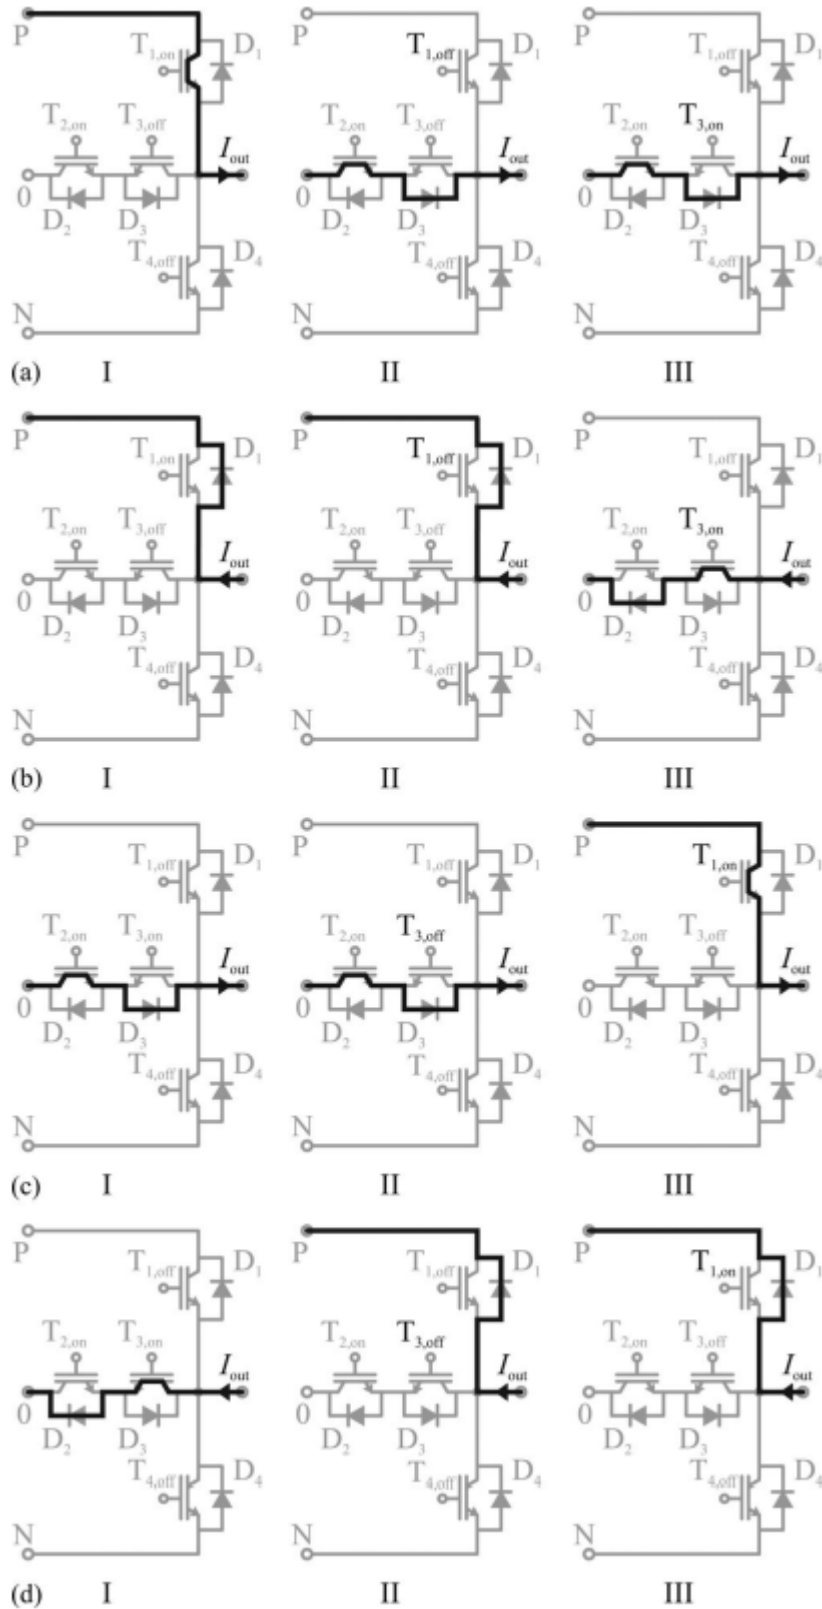 P P P
T1,on D1 T1,off D1 T1,off D1
T2,on T3,off Iout T2,on T3,off Iout T2,on T3,on Iout
0 D2 D3 0 D2 D3 0 D2 D3
T4,off D4 T4,off D4 T4,off D4
N N N
(a) I II III
P P P
T1,on D1 T1,off D1 T1,off D1
T2,on T3,off Iout T2,on T3,off Iout T2,on T3,on Iout
0 D2 D3 0 D2 D3 0 D2 D3
T4,off D4 T4,off D4 T4,off D4
N N N
(b) I II III
P P P
T1,off D1 T1,off D1 T1,on D1
T2,on T3,on Iout T2,on T3,off Iout T2,on T3,off Iout
0 D2 D3 0 D2 D3 0 D2 D3
T4,off D4 T4,off D4 T4,off D4
N N N
(c) I II III
P P P
T1,off D1 T1,off D1 T1,on D1
T2,on T3,on Iout T2,on T3,off Iout T2,on T3,off Iout
0 D2 D3 0 D2 D3 0 D2 D3
T4,off D4 T4,off D4 T4,off D4
N N N
(d) I II III